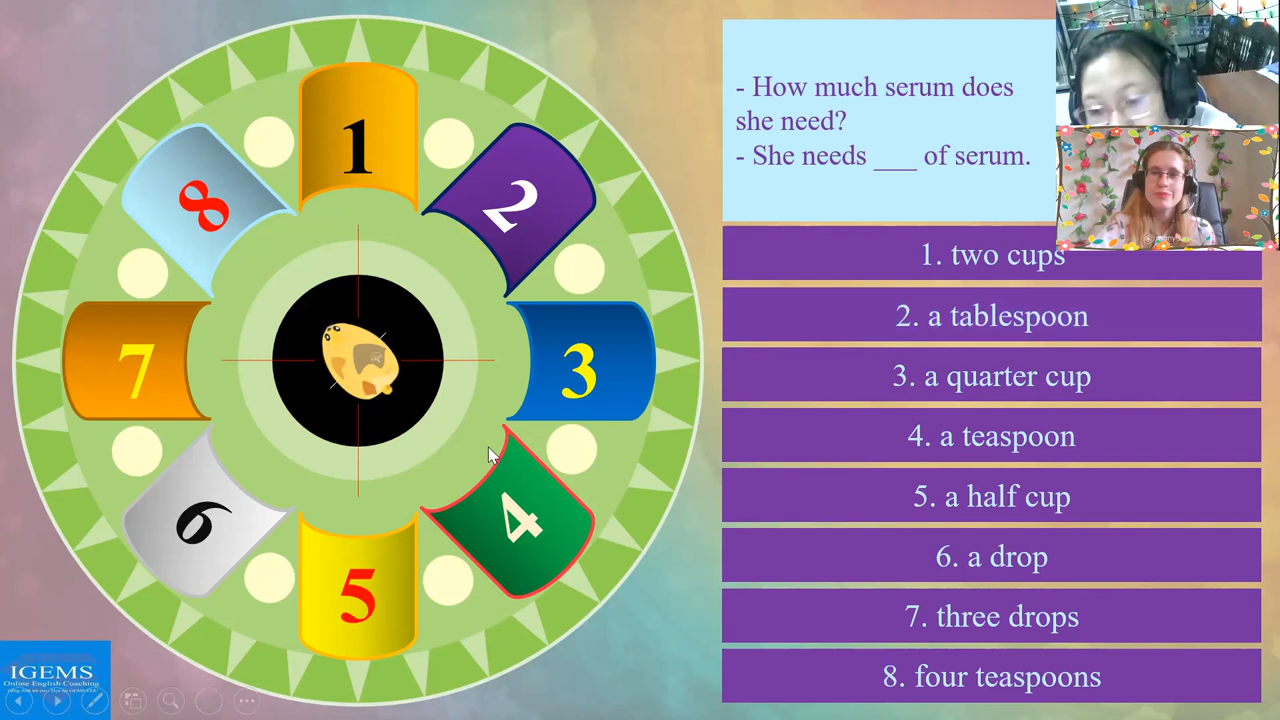 1
2
3
4
5
6
7
8
- How much serum does
she need?
- She needs ___ of serum.
1. two cups
2. a tablespoon
3. a quarter cup
4. a teaspoon
5. a half cup
6. a drop
7. three drops
8. four teaspoons
IGEMS
Online English Coaching